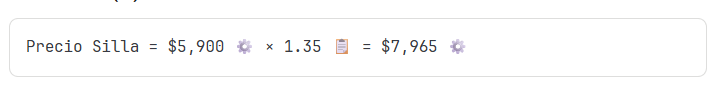 Precio Silla = $5,900 ⚙️ × 1.35 📋 = $7,965 ⚙️